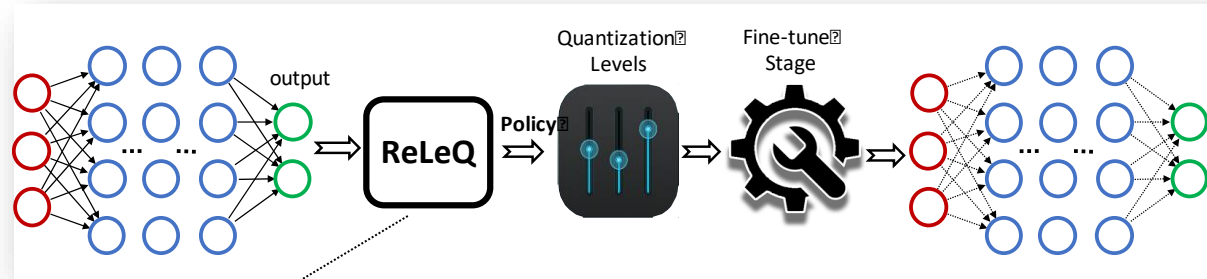 output
... ...
ReLeQ
Policy
Quantization
Levels
Fine-tune
Stage
... ...